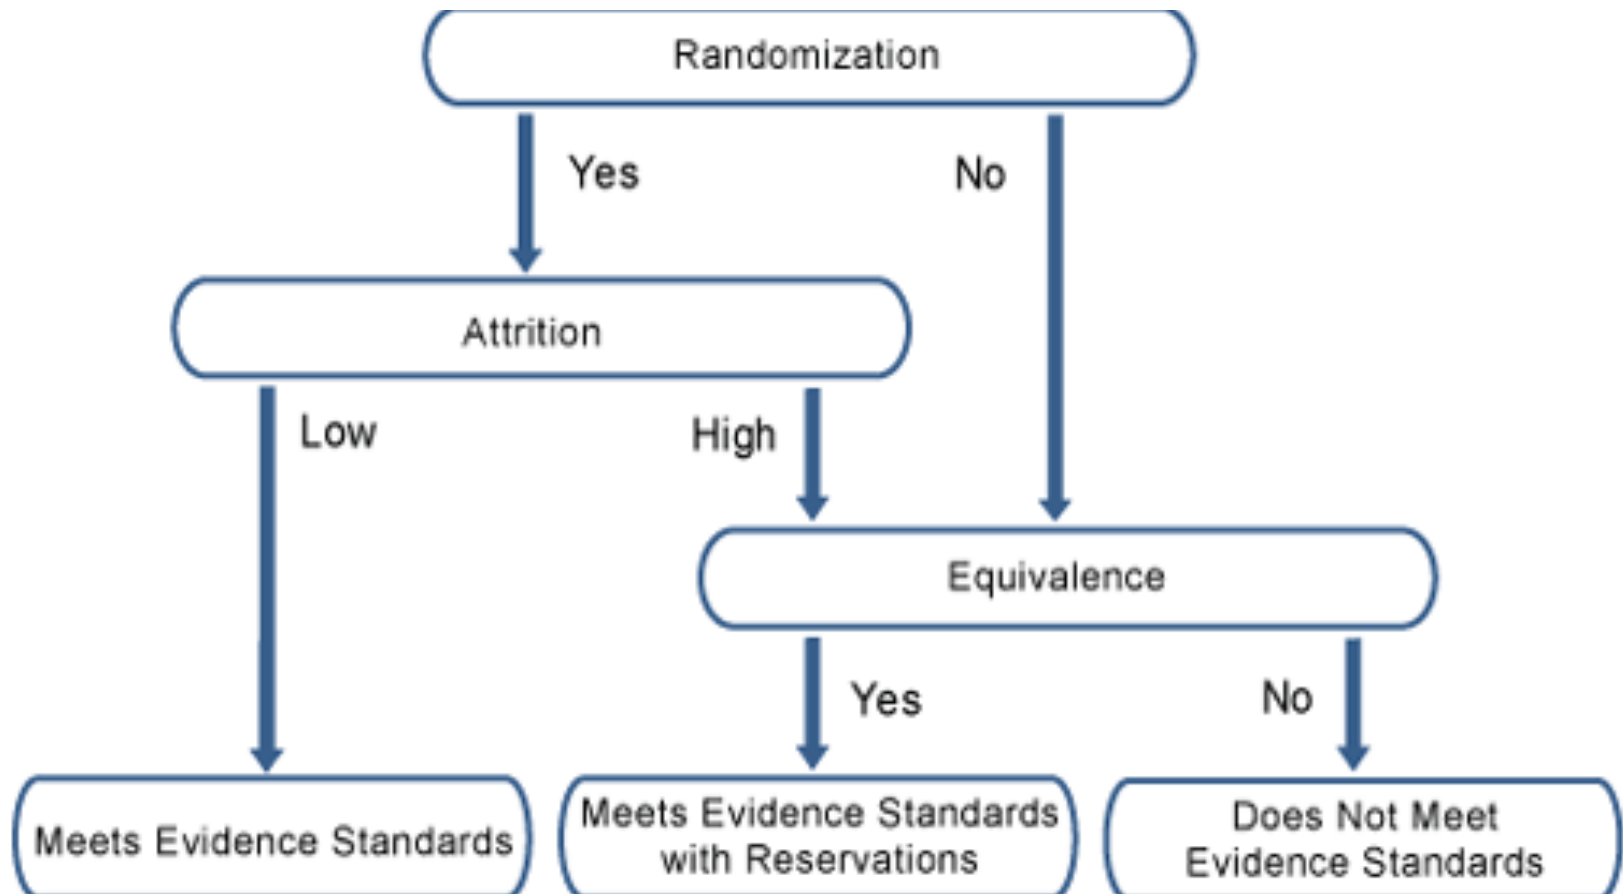 Randomization
Yes
No
Attrition
Low
High
Equivalence
Yes
No
Meets Evidence Standards
Meets Evidence Standards
with Reservations
Does Not Meet
Evidence Standards